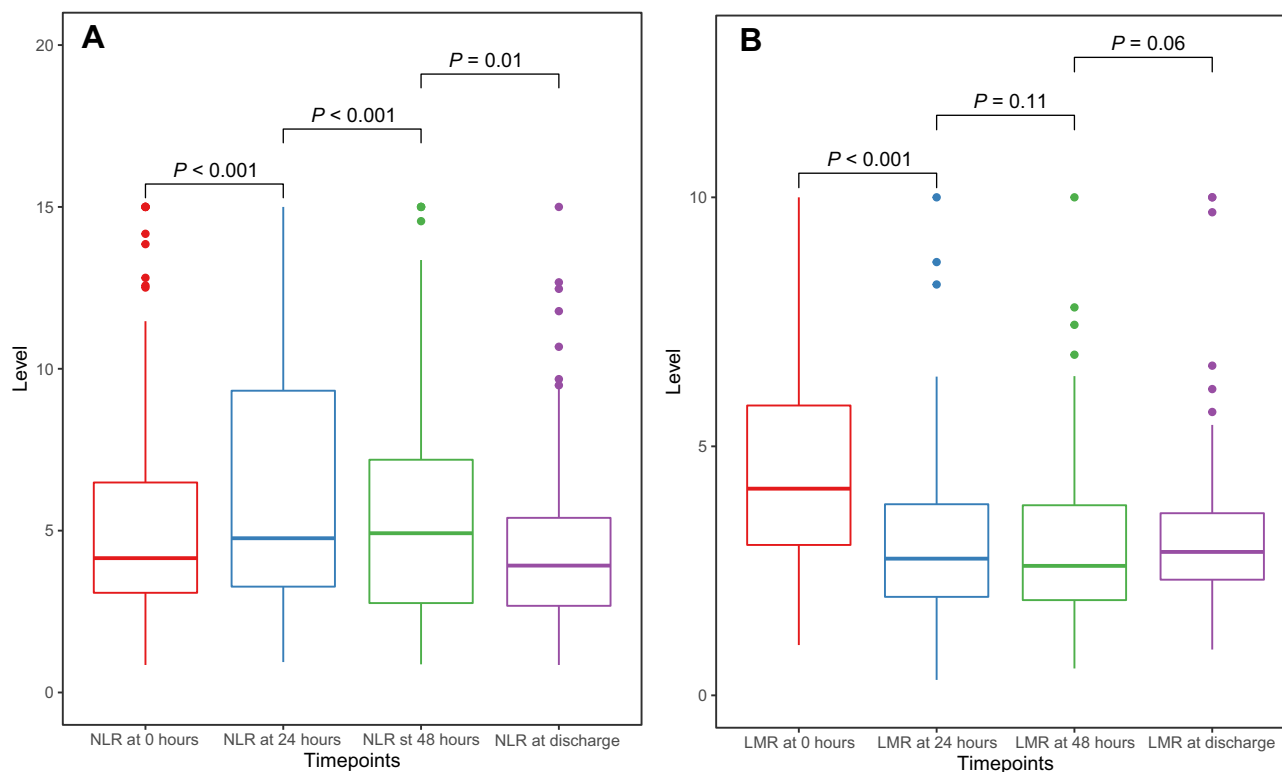 A
20
15
10
5
0
Level
P = 0.01
P < 0.001
P < 0.001
NLR at 0 hours
NLR at 24 hours
NLR st 48 hours
NLR at discharge
Timepoints
B
10
5
0
Level
P = 0.06
P = 0.11
P < 0.001
LMR at 0 hours
LMR at 24 hours
LMR at 48 hours
LMR at discharge
Timepoints